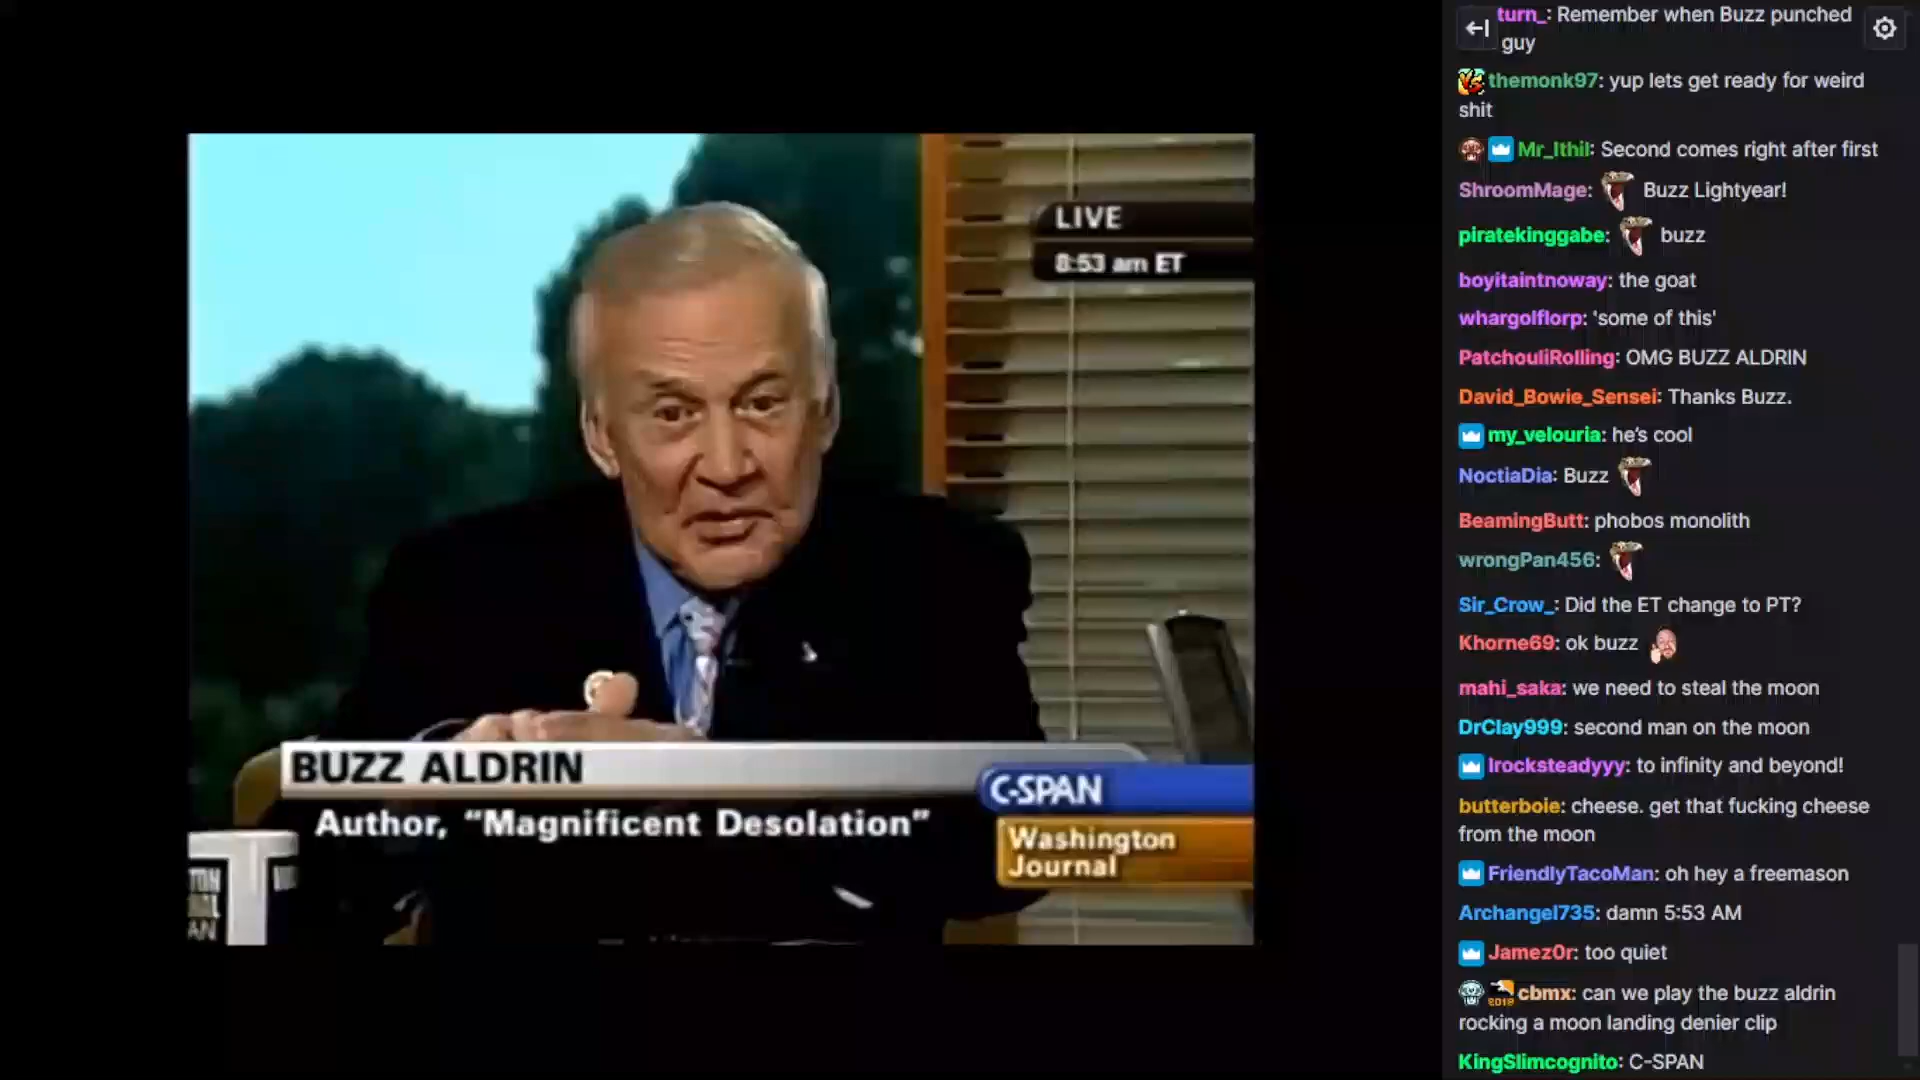 LIVE
8:53 am ET
BUZZ ALDRIN
Author, “Magnificent Desolation”
C-SPAN
Washington
Journal
turn_: Remember when Buzz punched
guy
themonk97: yup lets get ready for weird
shit
Mr_Ithil: Second comes right after first
ShroomMage: Buzz Lightyear!
piratekinggabe: buzz
boyitaintnoway: the goat
whargolflorp: 'some of this'
PatchouliRolling: OMG BUZZ ALDRIN
David_Bowie_Sensei: Thanks Buzz.
my_velouria: he's cool
NoctiaDia: Buzz
BeamingButt: phobos monolith
wrongPan456:
Sir_Crow_: Did the ET change to PT?
Khorne69: ok buzz
mahi_saka: we need to steal the moon
DrClay999: second man on the moon
Irocksteadyyy: to infinity and beyond!
butterboie: cheese. get that fucking cheese
from the moon
FriendlyTacoMan: oh hey a freemason
Archangel735: damn 5:53 AM
Jamez0r: too quiet
cbmx: can we play the buzz aldrin
rocking a moon landing denier clip
KingSlimcognito: C-SPAN